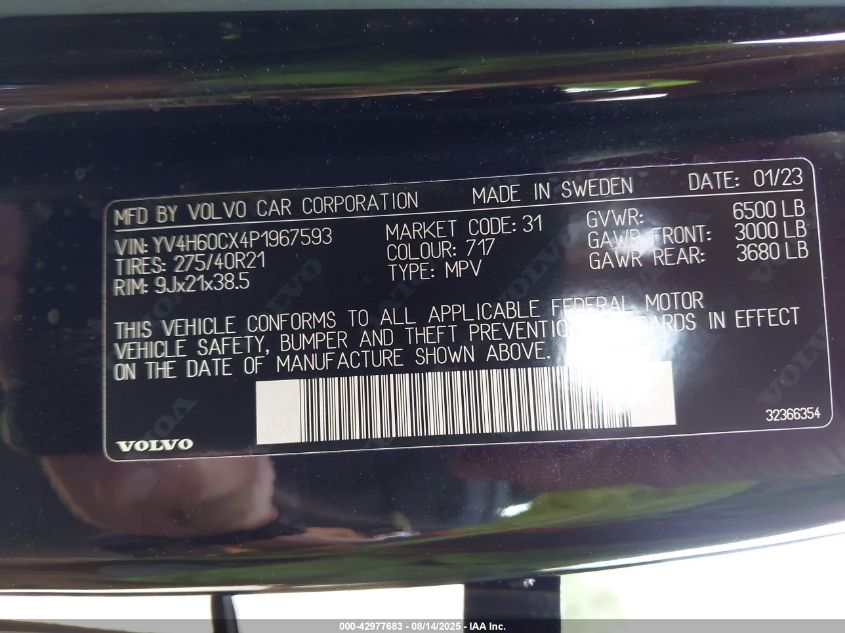 MFD BY VOLVO CAR CORPORATION MADE IN SWEDEN DATE: 01/23
VIN: YV4H60CX4P1967593 MARKET CODE: 31 GVWR: 6500 LB
TIRES: 275/40R21 COLOUR: 717 GAWR FRONT: 3000 LB
RIM: 9Jx21x38.5 TYPE: MPV GAWR REAR: 3680 LB
THIS VEHICLE CONFORMS TO ALL APPLICABLE FEDERAL MOTOR
VEHICLE SAFETY, BUMPER AND THEFT PREVENTION IN EFFECT
ON THE DATE OF MANUFACTURE SHOWN ABOVE.
VOLVO
32366354
000-42977683 - 08/14/2025 - IAA Inc.